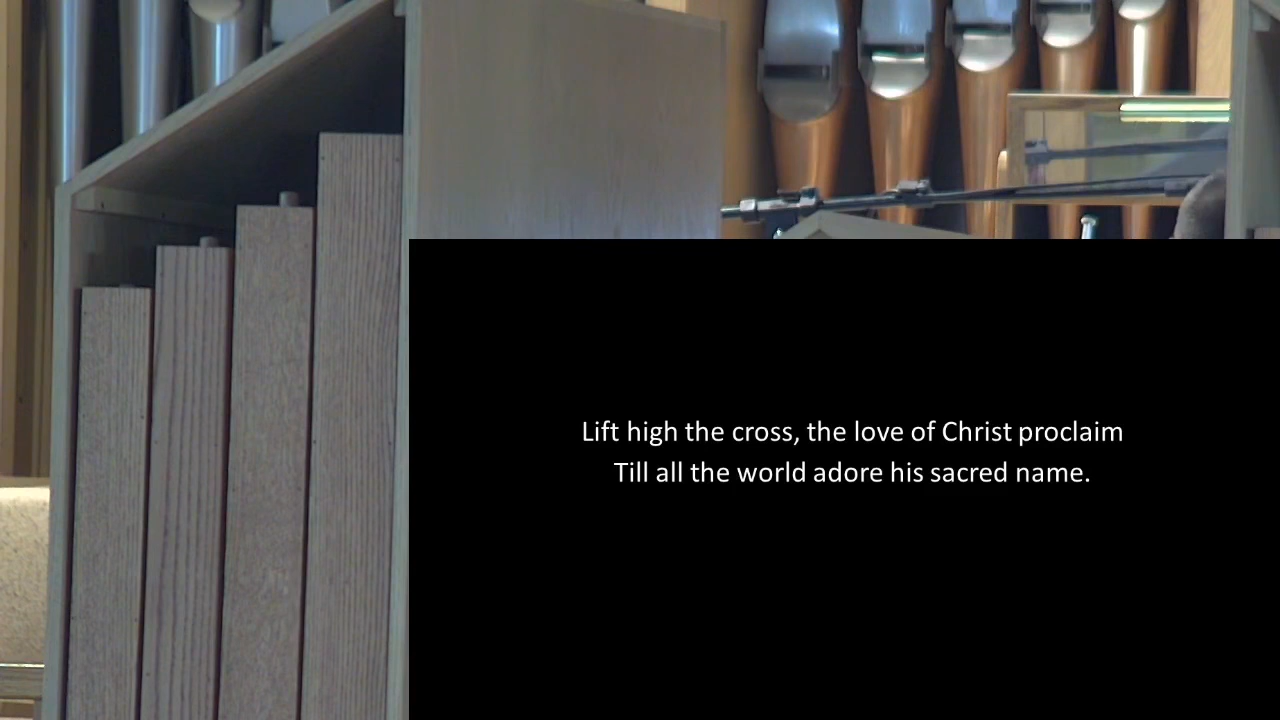 Lift high the cross, the love of Christ proclaim
Till all the world adore his sacred name.